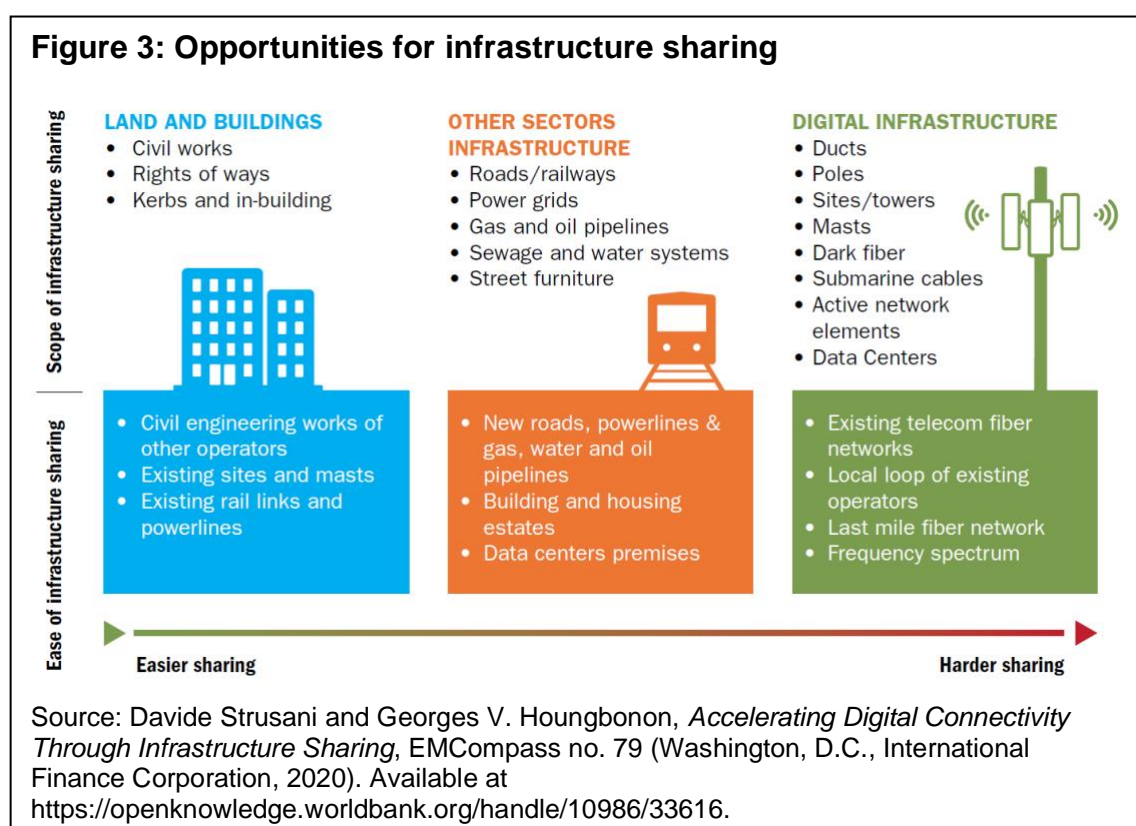 Figure 3: Opportunities for infrastructure sharing
Scope of infrastructure sharing
LAND AND BUILDINGS
• Civil works
• Rights of ways
• Kerbs and in-building
OTHER SECTORS
INFRASTRUCTURE
• Roads/railways
• Power grids
• Gas and oil pipelines
• Sewage and water systems
• Street furniture
DIGITAL INFRASTRUCTURE
• Ducts
• Poles
• Sites/towers
• Masts
• Dark fiber
• Submarine cables
• Active network
elements
• Data Centers
Ease of infrastructure sharing
• Civil engineering works of
other operators
• Existing sites and masts
• Existing rail links and
powerlines
• New roads, powerlines &
gas, water and oil
pipelines
• Building and housing
estates
• Data centers premises
• Existing telecom fiber
networks
• Local loop of existing
operators
• Last mile fiber network
• Frequency spectrum
Easier sharing
Harder sharing
Source: Davide Strusani and Georges V. Houngbonon, Accelerating Digital Connectivity
Through Infrastructure Sharing, EMCompass no. 79 (Washington, D.C., International
Finance Corporation, 2020). Available at
https://openknowledge.worldbank.org/handle/10986/33616.